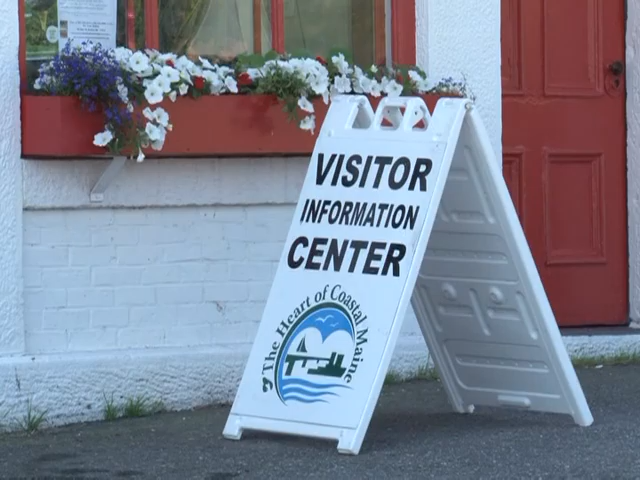 VISITOR
INFORMATION
CENTER
The Heart of Coastal Maine